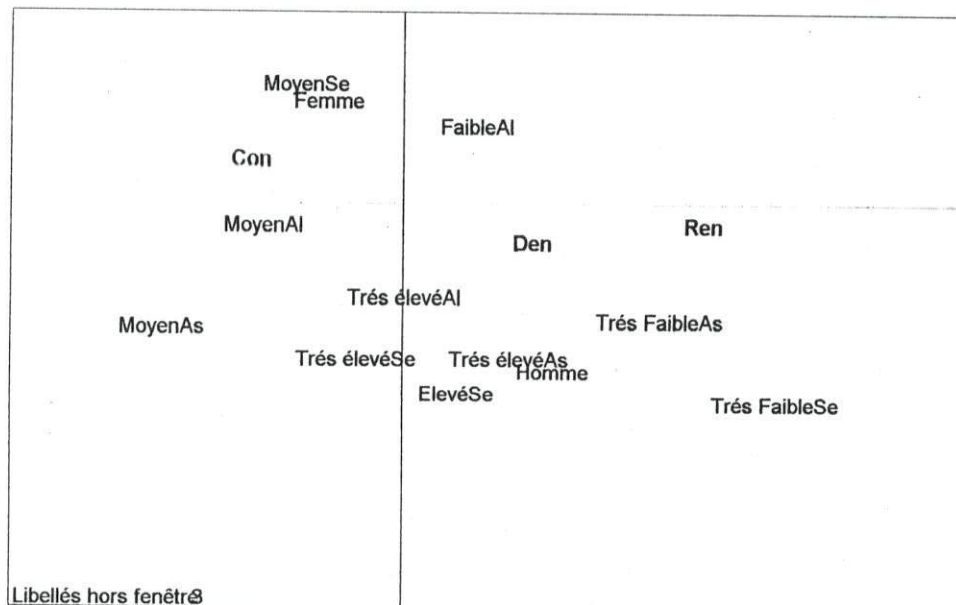 MoyenSe
Femme
FaibleAl
Con
MoyenAl
Ren
Den
Trés élevéAl
MoyenAs
Trés FaibleAs
Trés élevéSe
Trés élevéAs
Homme
ElevéSe
Trés FaibleSe
Libellés hors fenêtre3